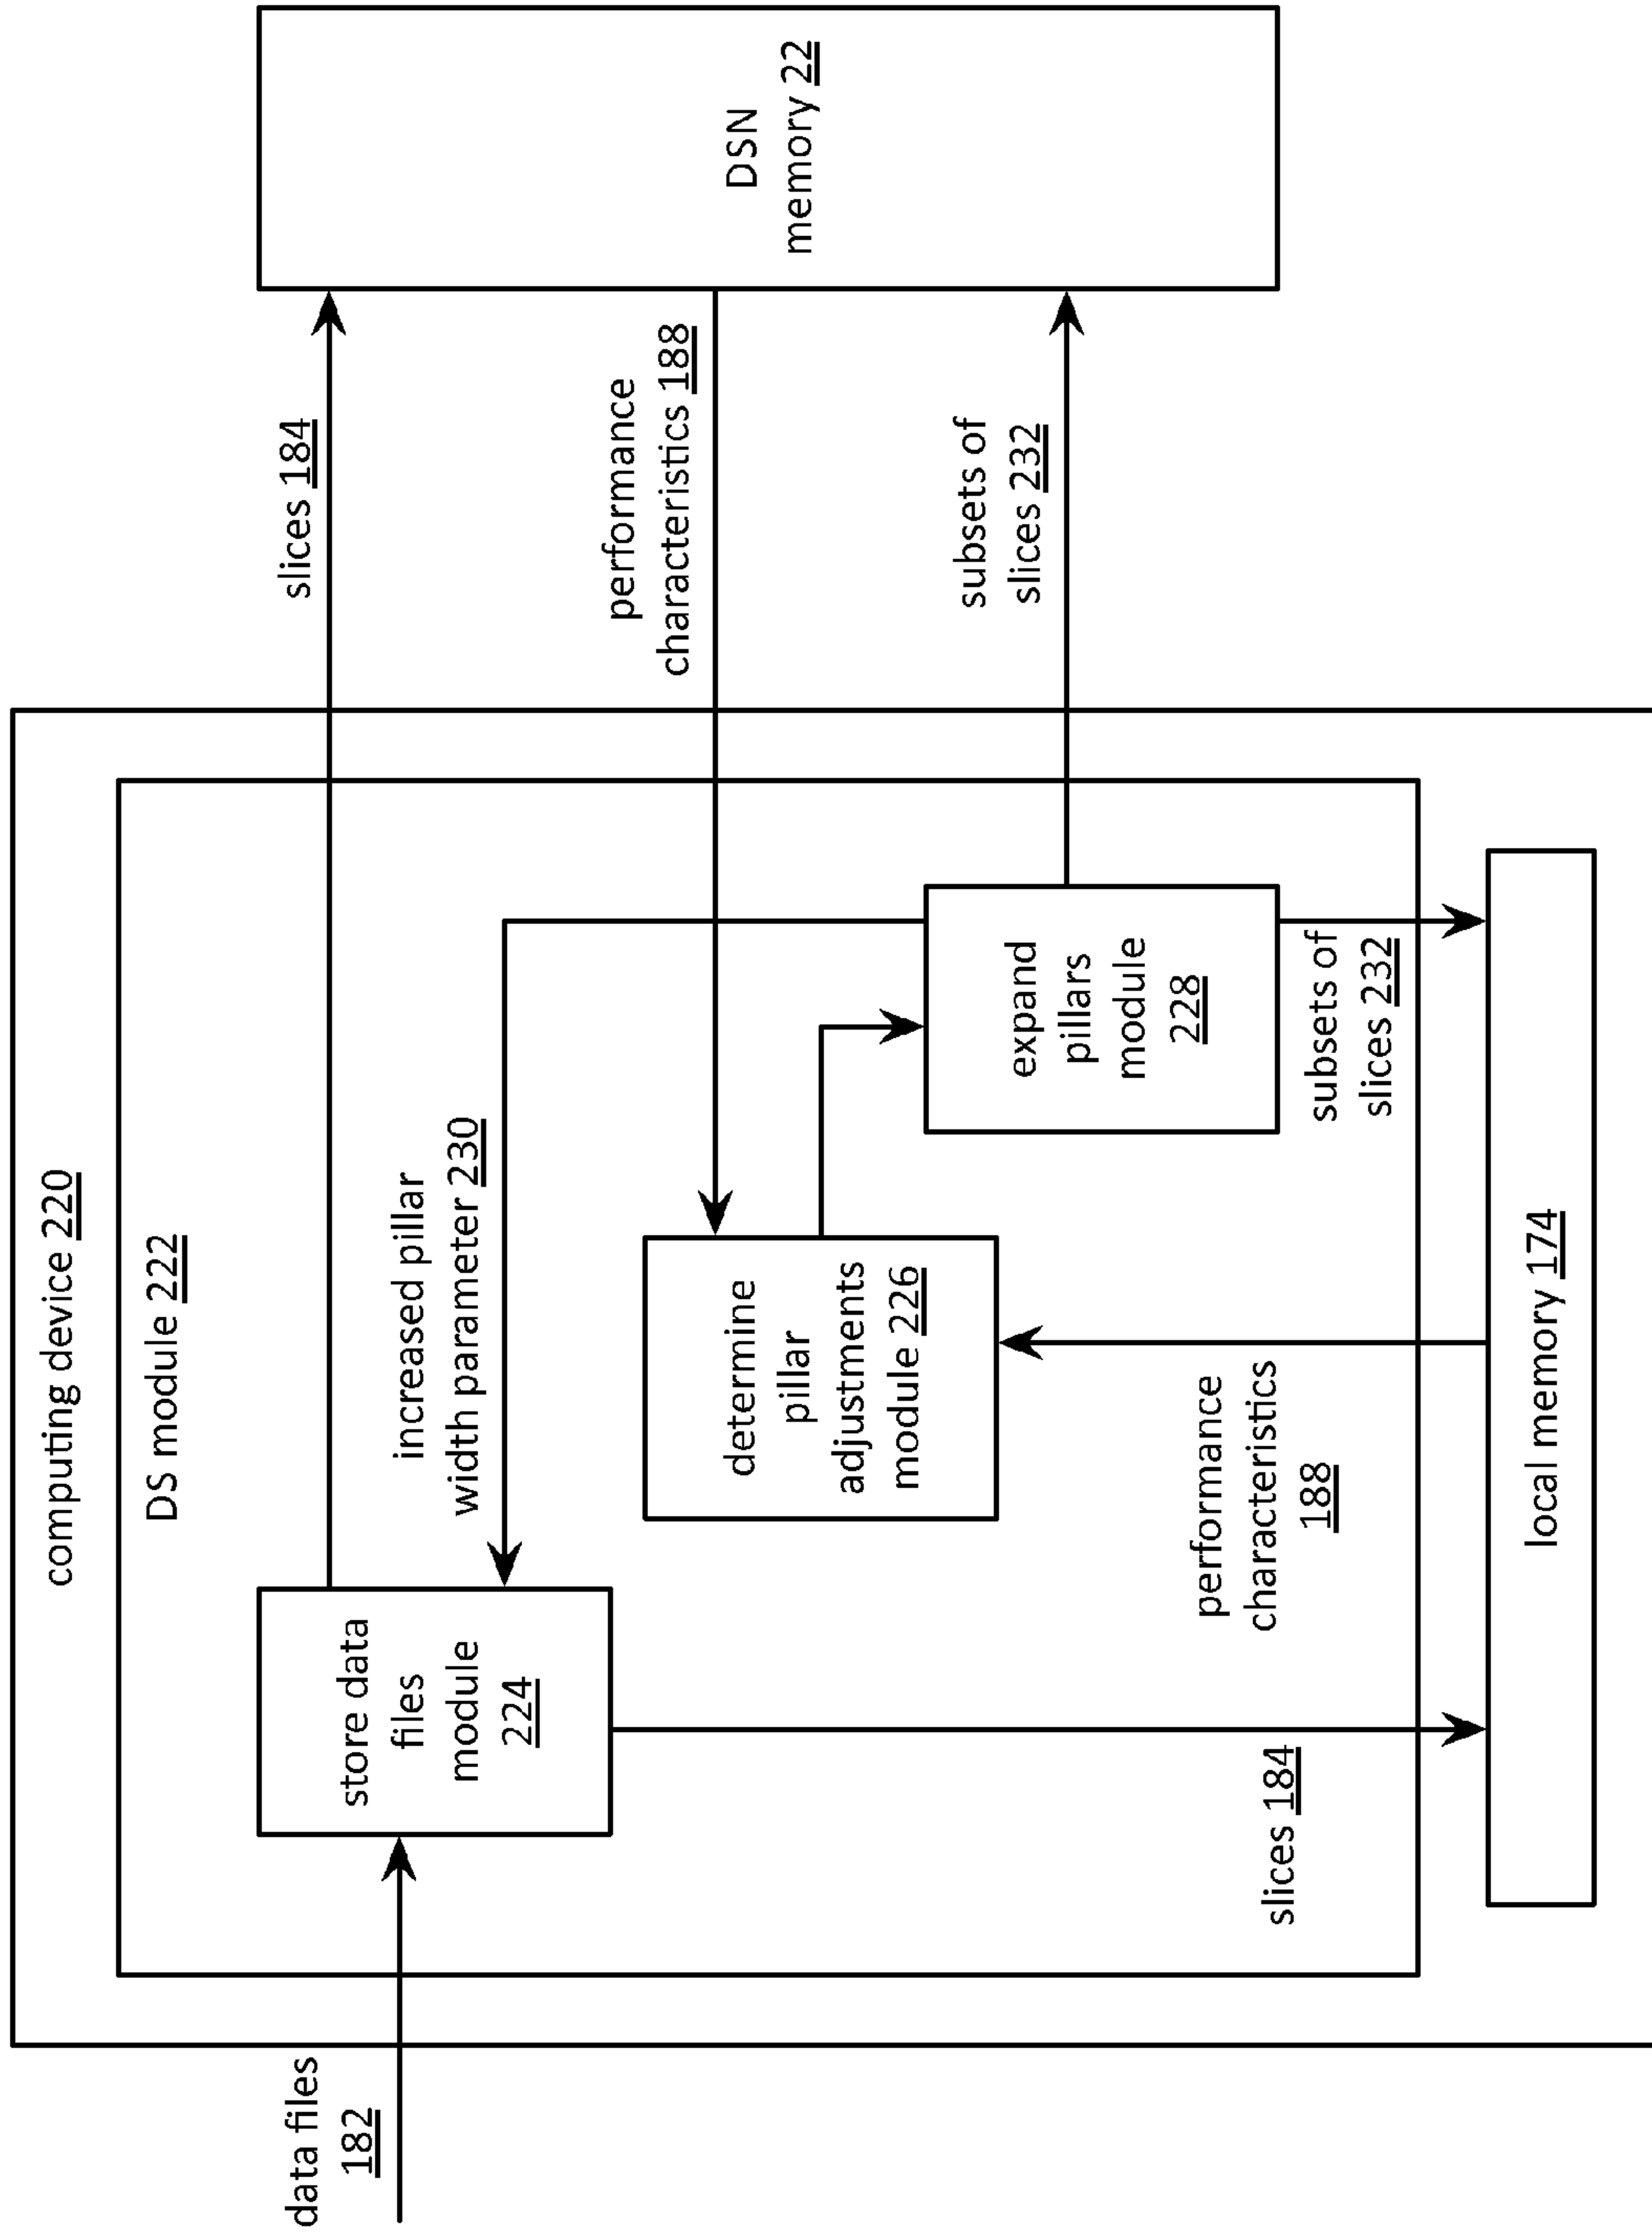 computing device 220
DS module 222
data files
182
store data
files
module
224
slices 184
DSN
memory 22
increased pillar
width parameter 230
performance
characteristics 188
determine
pillar
adjustments
module 226
expand
pillars
module
228
subsets of
slices 232
slices 184
performance
characteristics
188
subsets of
slices 232
local memory 174